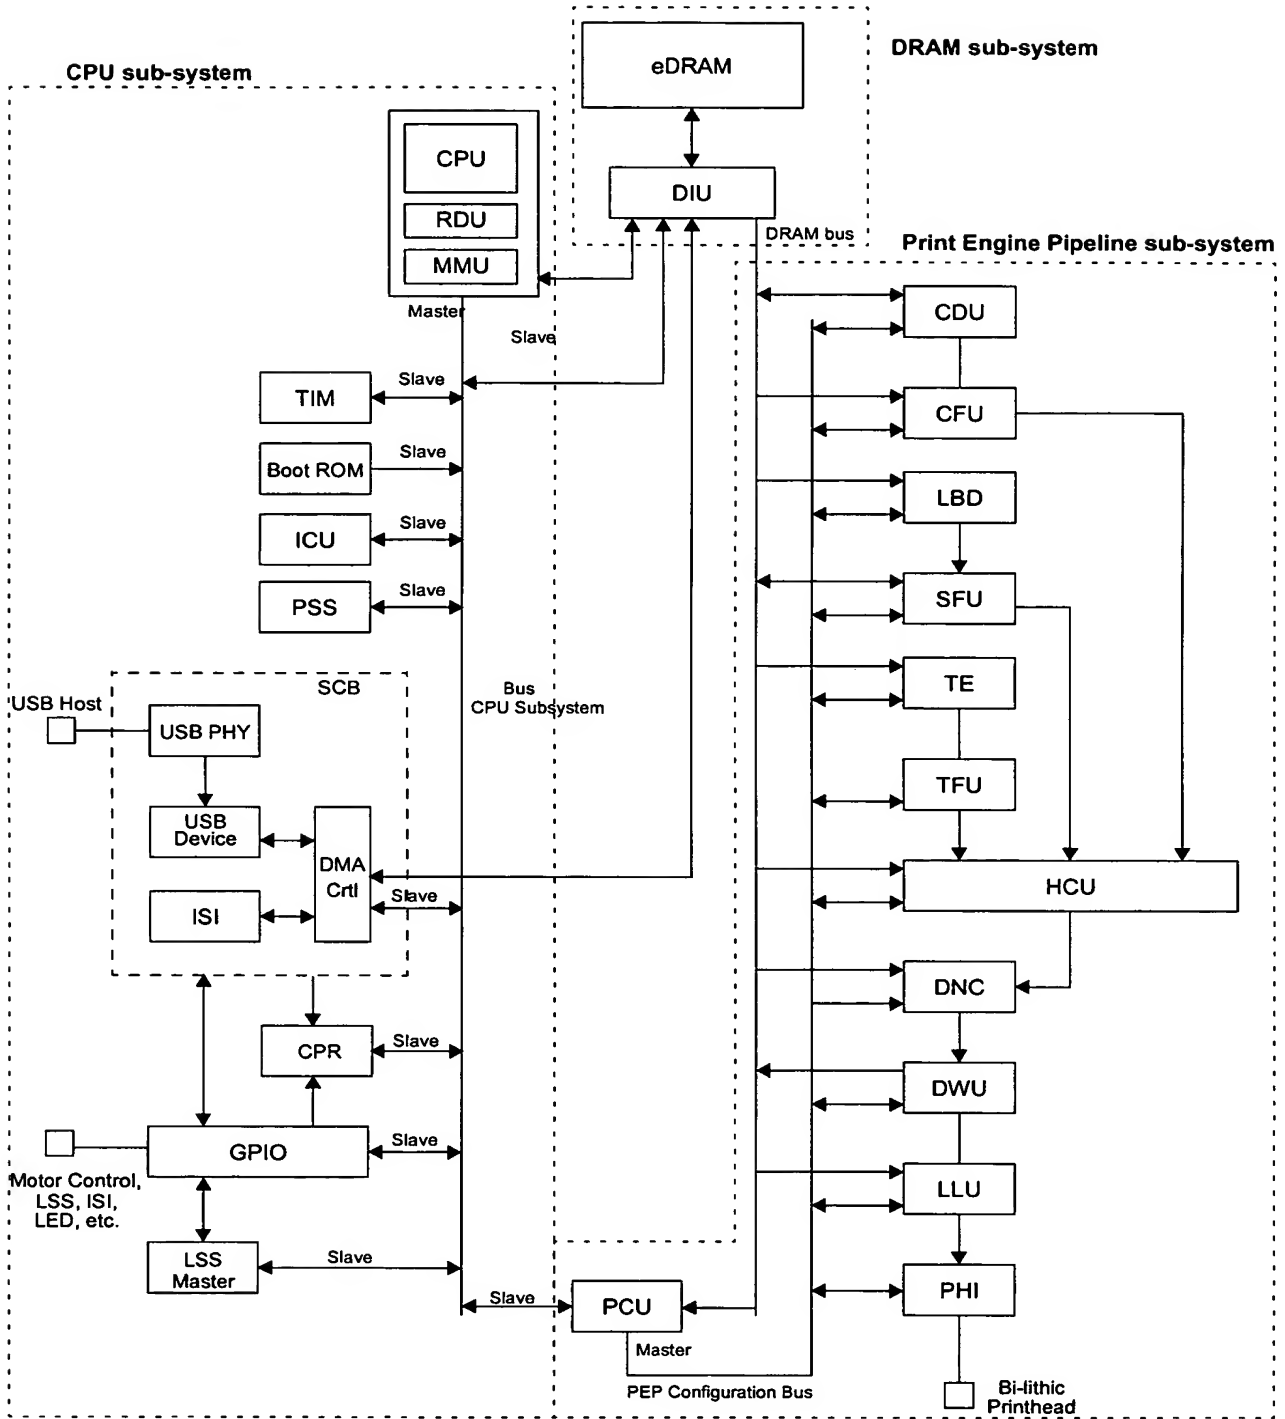 DRAM sub-system
CPU sub-system
eDRAM
CPU
RDU
MMU
Master
DIU
DRAM bus
Print Engine Pipeline sub-system
Slave
TIM
Slave
Boot ROM
Slave
ICU
Slave
PSS
Slave
SCB
USB Host
USB PHY
USB
Device
DMA
Crtl
ISI
Slave
Bus
CPU Subsystem
CPR
Slave
GPIO
Slave
Motor Control,
LSS, ISI,
LED, etc.
LSS
Master
Slave
Slave
PCU
Master
PEP Configuration Bus
CDU
CFU
LBD
SFU
TE
TFU
HCU
DNC
DWU
LLU
PHI
Bi-lithic
Printhead